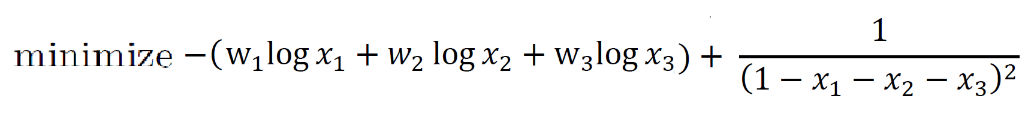 minimize −(w₁log x₁ + w₂ log x₂ + w₃log x₃) + 1/(1 − x₁ − x₂ − x₃)²